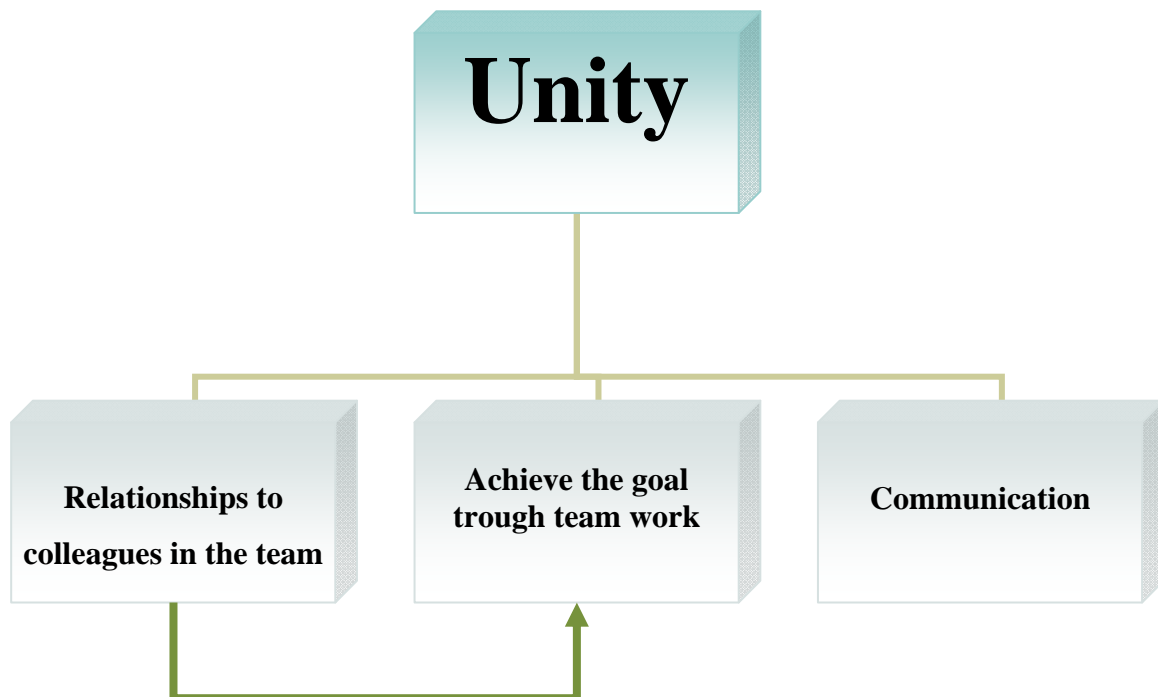 Unity
Relationships to
colleagues in the team
Achieve the goal
trough team work
Communication